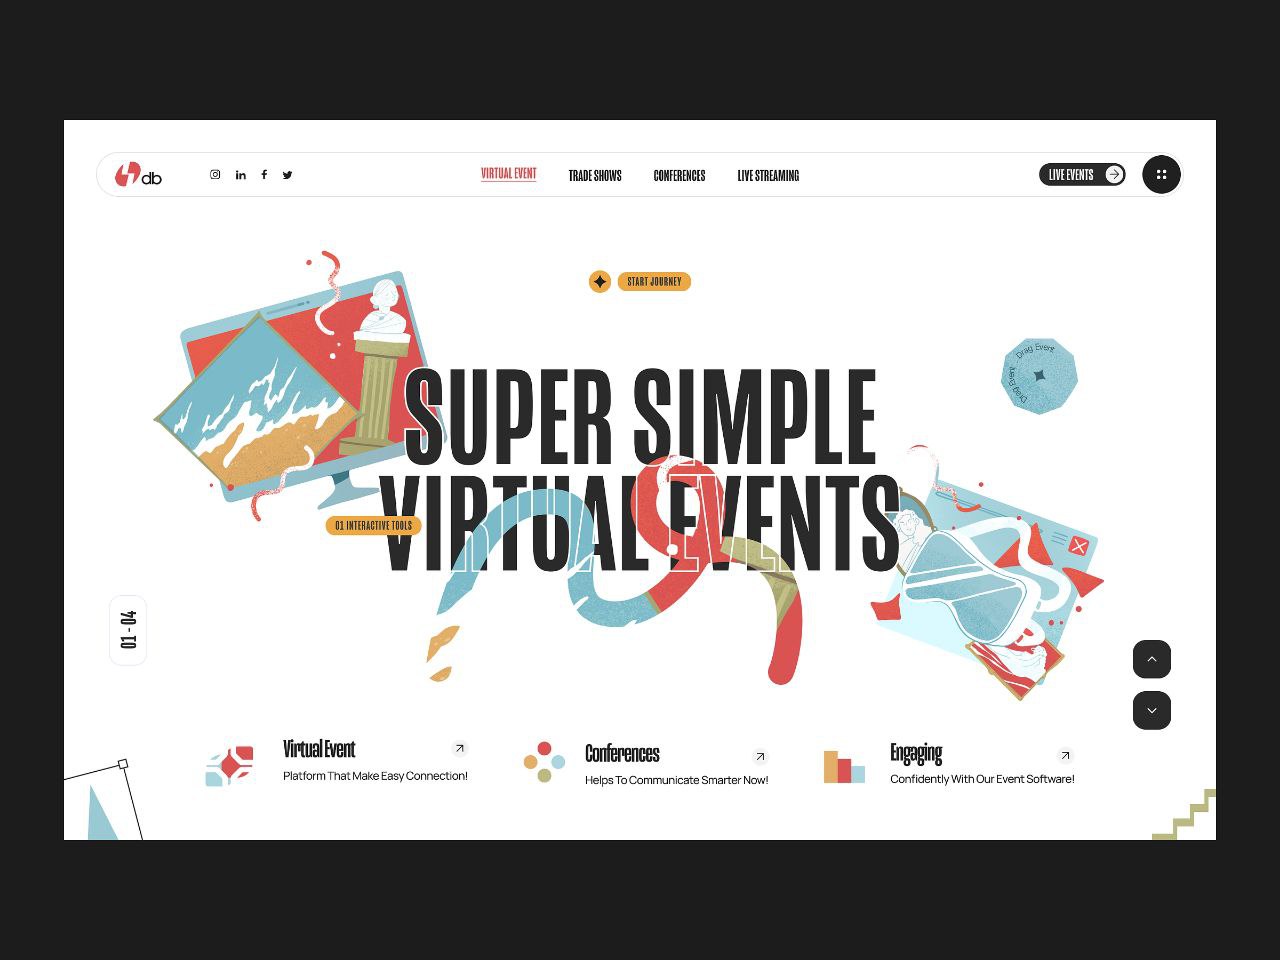 db
VIRTUAL EVENT
TRADE SHOWS
CONFERENCES
LIVE STREAMING
LIVE EVENTS
START JOURNEY
Drag Event
Drag Event
SUPER SIMPLE
VIRTUAL EVENTS
01 INTERACTIVE TOOLS
01 - 04
Virtual Event
Platform That Make Easy Connection!
Conferences
Helps To Communicate Smarter Now!
Engaging
Confidently With Our Event Software!